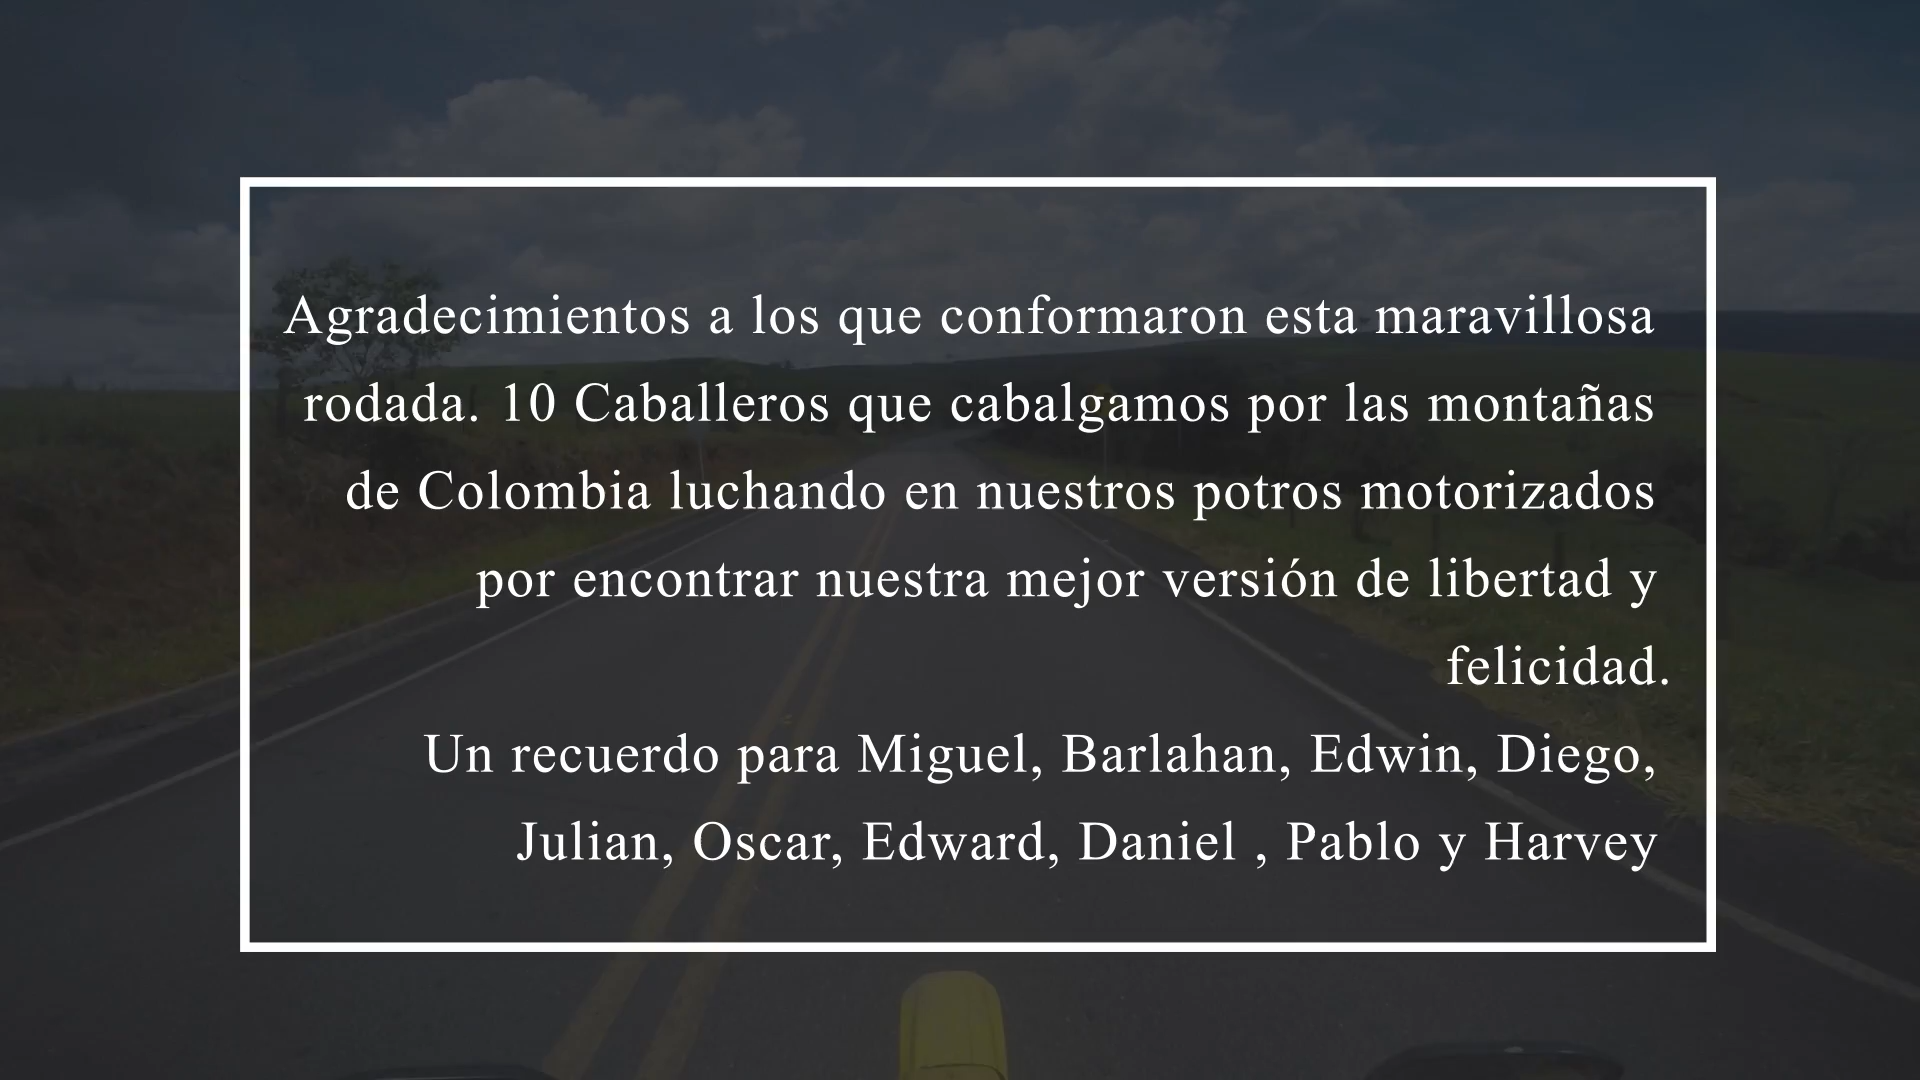 Agradecimientos a los que conformaron esta maravillosa
rodada. 10 Caballeros que cabalgamos por las montañas
de Colombia luchando en nuestros potros motorizados
por encontrar nuestra mejor versión de libertad y
felicidad.
Un recuerdo para Miguel, Barlahan, Edwin, Diego,
Julian, Oscar, Edward, Daniel , Pablo y Harvey